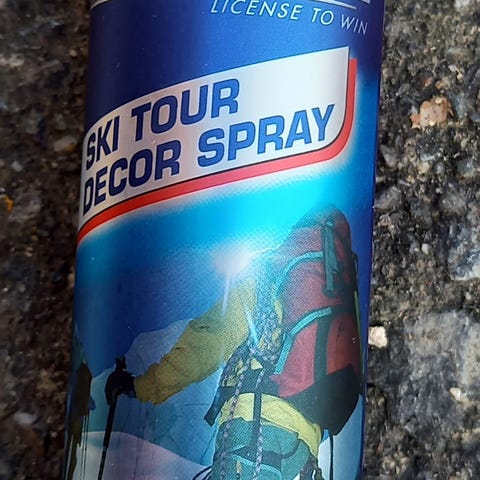 LICENSE TO WIN
SKI TOUR
DECOR SPRAY